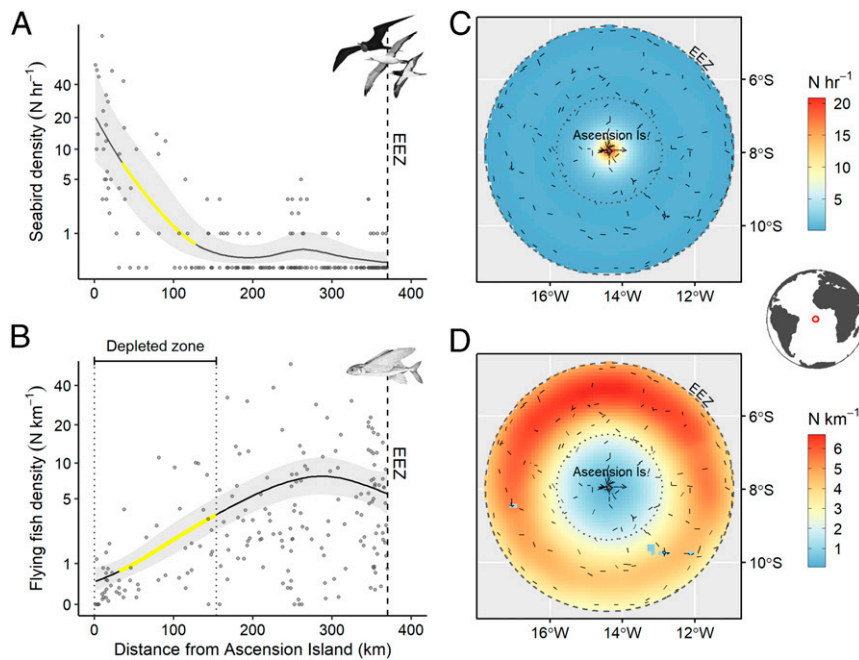 A
Seabird density (N hr⁻¹)
40
20
10
5
1
EEZ
0
100
200
300
400
B
Depleted zone
Flying fish density (N km⁻¹)
40
20
10
5
1
0
EEZ
0
100
200
300
400
Distance from Ascension Island (km)
C
EEZ
Ascension Is.
6°S
8°S
10°S
16°W
14°W
12°W
N hr⁻¹
20
15
10
5
D
EEZ
Ascension Is.
6°S
8°S
10°S
16°W
14°W
12°W
N km⁻¹
6
5
4
3
2
1